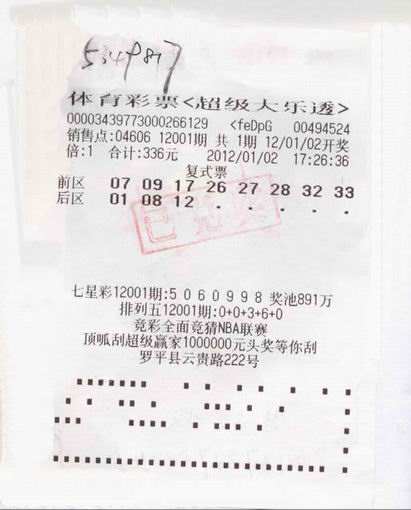 5349817
体育彩票<超级大乐透>
00003439773000266129 <feDpG 00494524
销售点:04606 12001期 共 1期 12/01/02开奖
倍:1 合计:336元 2012/01/02 17:26:36
复式票
前区 07 09 17 26 27 28 32 33
后区 01 08 12
已兑奖
七星彩12001期:5 0 6 0 9 9 8 奖池891万
排列五12001期:0+0+3+6+0
竞彩全面竞猜NBA联赛
顶呱刮超级赢家1000000元头奖等你刮
罗平县云贵路222号